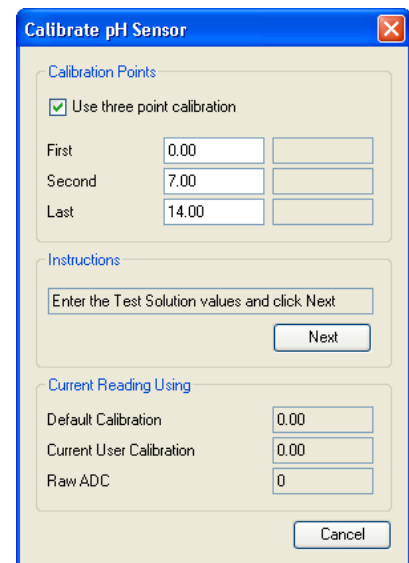 Calibrate pH Sensor
Calibration Points
Use three point calibration
First 0.00
Second 7.00
Last 14.00
Instructions
Enter the Test Solution values and click Next
Next
Current Reading Using
Default Calibration 0.00
Current User Calibration 0.00
Raw ADC 0
Cancel